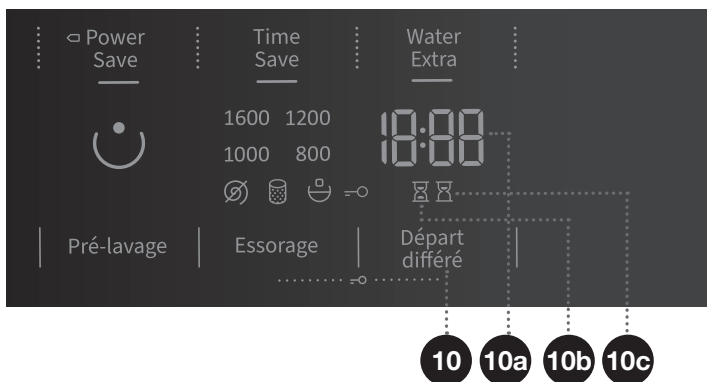 Power Time Water
Save Save Extra
1600 1200
1000 800
18:88
Pré-lavage Essorage Départ
différé
10 10a 10b 10c